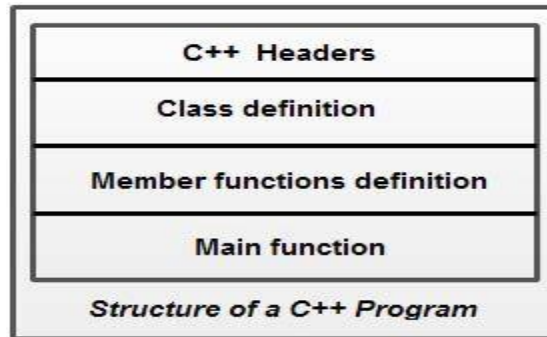 C++ Headers
Class definition
Member functions definition
Main function
Structure of a C++ Program